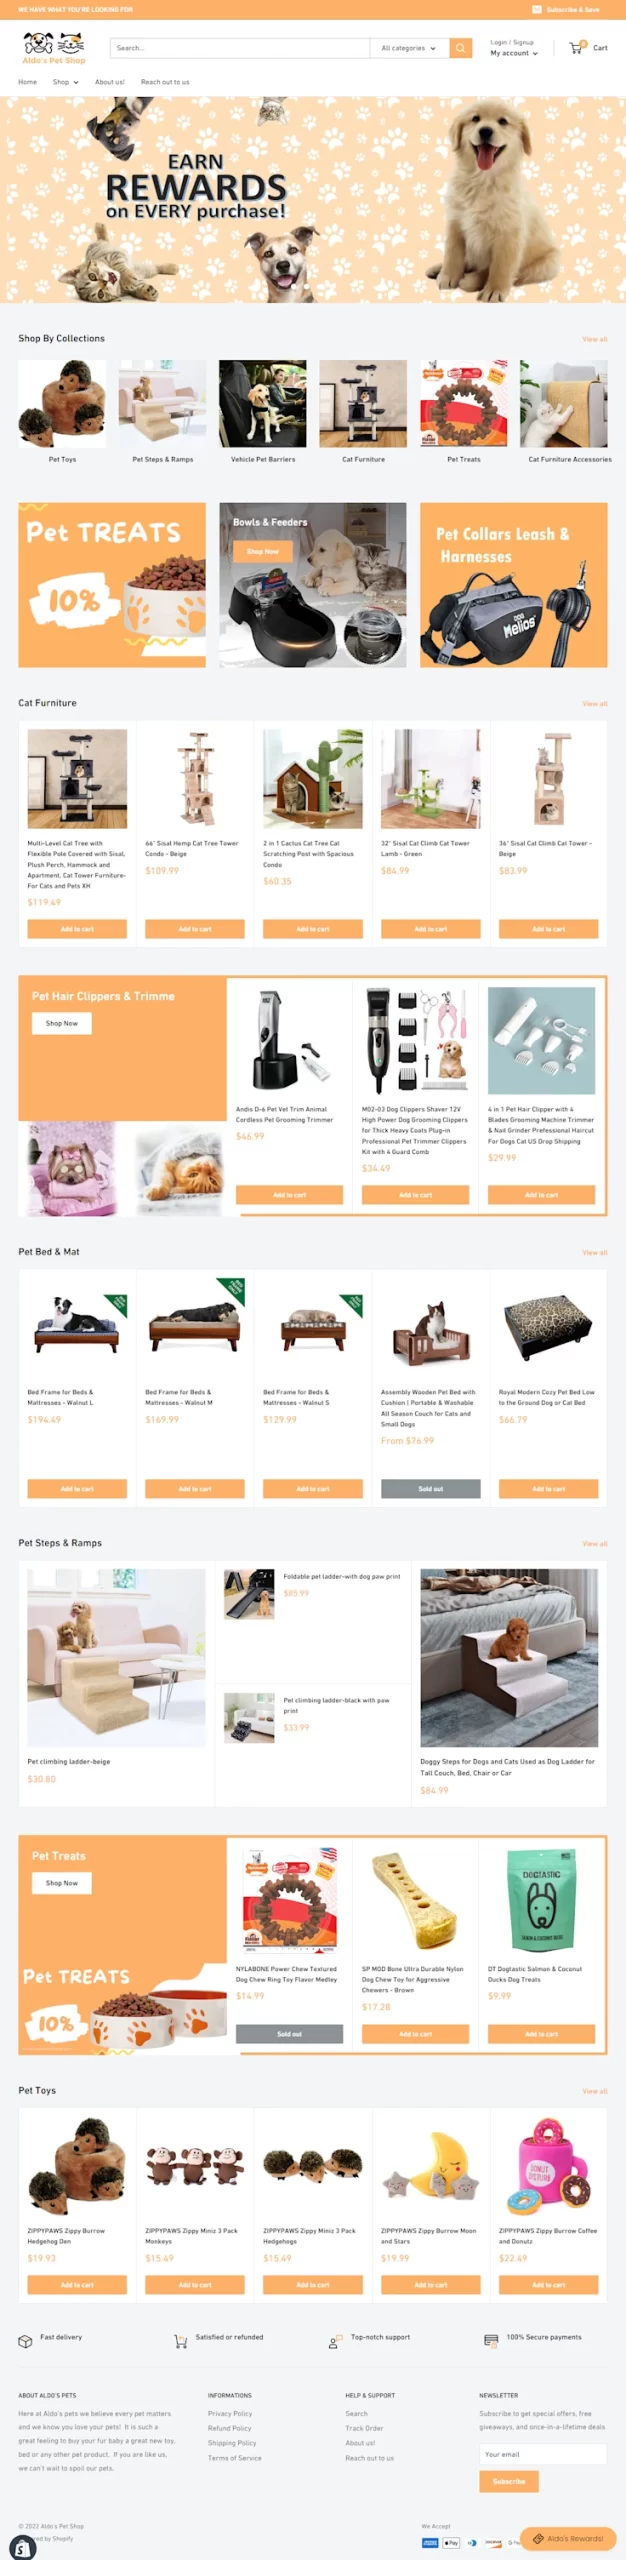 WE HAVE WHAT YOU'RE LOOKING FOR
Subscribe & Save
Aldo's Pet Shop
Search...
All categories
Login / Signup
My account
0
Cart
Home
Shop
About us!
Reach out to us
EARN
REWARDS
on EVERY purchase!
Shop By Collections
View all
Pet Toys
Pet Steps & Ramps
Vehicle Pet Barriers
Cat Furniture
Pet Treats
Cat Furniture Accessories
Pet TREATS
10%
Bowls & Feeders
Shop Now
Pet Collars Leash &
Harnesses
DOG
Helios
Cat Furniture
View all
Multi-Level Cat Tree with
Flexible Pole Covered with Sisal,
Plush Perch, Hammock and
Apartment, Cat Tower Furniture-
For Cats and Pets XH
$119.49
Add to cart
66" Sisal Hemp Cat Tree Tower
Condo - Beige
$109.99
Add to cart
2 in 1 Cactus Cat Tree Cat
Scratching Post with Spacious
Condo
$60.35
Add to cart
32" Sisal Cat Climb Cat Tower
Lamb - Green
$84.99
Add to cart
36" Sisal Cat Climb Cat Tower -
Beige
$83.99
Add to cart
Pet Hair Clippers & Trimme
Shop Now
Andis D-6 Pet Vet Trim Animal
Cordless Pet Grooming Trimmer
$46.99
Add to cart
M02-03 Dog Clippers Shaver 12V
High Power Dog Grooming Clippers
for Thick Heavy Coats Plug-in
Professional Pet Trimmer Clippers
Kit with 4 Guard Comb
$34.49
Add to cart
4 in 1 Pet Hair Clipper with 4
Blades Grooming Machine Trimmer
& Nail Grinder Professional Haircut
For Dogs Cat US Drop Shipping
$29.99
Add to cart
Pet Bed & Mat
View all
Bed Frame for Beds &
Mattresses - Walnut L
$194.49
Add to cart
Bed Frame for Beds &
Mattresses - Walnut M
$169.99
Add to cart
Bed Frame for Beds &
Mattresses - Walnut S
$129.99
Add to cart
Assembly Wooden Pet Bed with
Cushion | Portable & Washable
All Season Couch for Cats and
Small Dogs
From $76.99
Sold out
Royal Modern Cozy Pet Bed Low
to the Ground Dog or Cat Bed
$66.79
Add to cart
Pet Steps & Ramps
View all
Pet climbing ladder-beige
$30.80
Foldable pet ladder-with dog paw print
$85.99
Pet climbing ladder-black with paw
print
$33.99
Doggy Steps for Dogs and Cats Used as Dog Ladder for
Tall Couch, Bed, Chair or Car
$84.99
Pet Treats
Shop Now
Pet TREATS
10%
NYLABONE Power Chew Textured
Dog Chew Ring Toy Flavor Medley
$14.99
Sold out
SP MOD Bone Ultra Durable Nylon
Dog Chew Toy for Aggressive
Chewers - Brown
$17.28
Add to cart
DOGTASTIC
DT Dogtastic Salmon & Coconut
Ducks Dog Treats
$9.99
Add to cart
Pet Toys
View all
ZIPPYPAWS Zippy Burrow
Hedgehog Den
$19.93
Add to cart
ZIPPYPAWS Zippy Miniz 3 Pack
Monkeys
$15.49
Add to cart
ZIPPYPAWS Zippy Miniz 3 Pack
Hedgehogs
$15.49
Add to cart
ZIPPYPAWS Zippy Burrow Moon
and Stars
$19.99
Add to cart
DONUT
DISTURB
ZIPPYPAWS Zippy Burrow Coffee
and Donutz
$22.49
Add to cart
Fast delivery
Satisfied or refunded
Top-notch support
100% Secure payments
ABOUT ALDO'S PETS
Here at Aldo's pets we believe every pet matters
and we know you love your pets! It is such a
great feeling to buy your fur baby a great new toy,
bed or any other pet product. If you are like us,
we can't wait to spoil our pets.
INFORMATIONS
Privacy Policy
Refund Policy
Shipping Policy
Terms of Service
HELP & SUPPORT
Search
Track Order
About us!
Reach out to us
NEWSLETTER
Subscribe to get special offers, free
giveaways, and once-in-a-lifetime deals.
Your email
Subscribe
© 2022 Aldo's Pet Shop
by Shopify
We Accept
Aldo's Rewards!